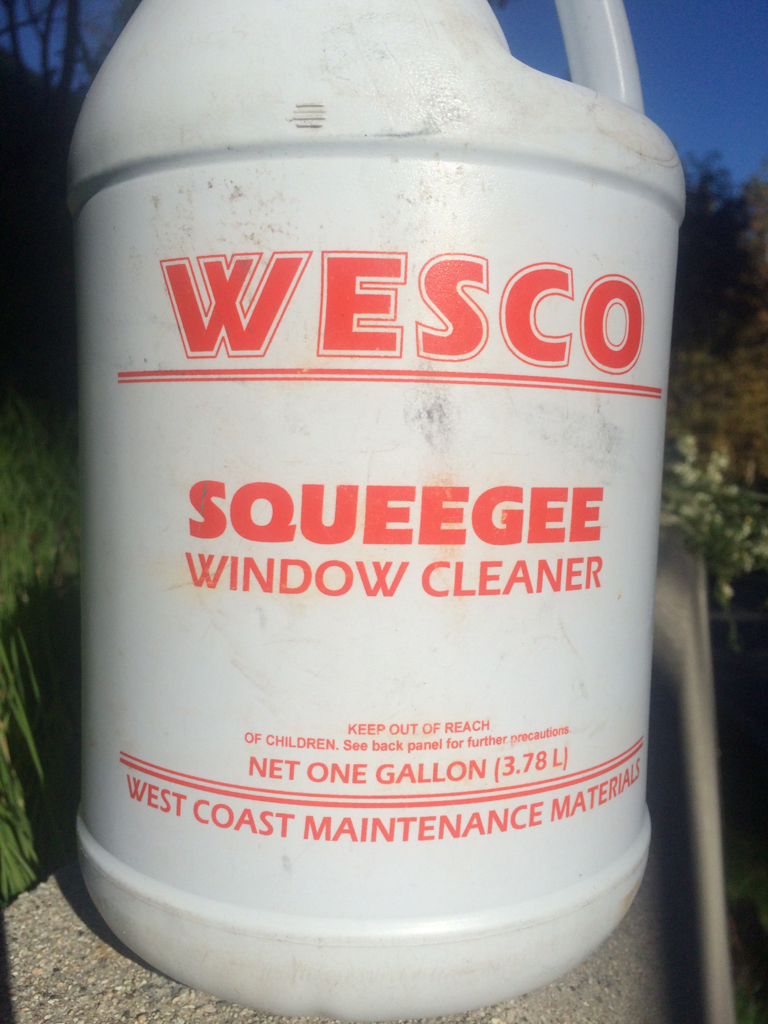 WESCO
SQUEEGEE
WINDOW CLEANER
KEEP OUT OF REACH
OF CHILDREN. See back panel for further precautions
NET ONE GALLON (3.78 L)
WEST COAST MAINTENANCE MATERIALS